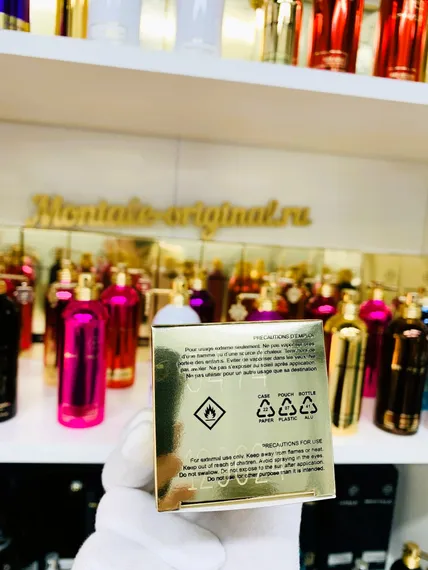 Montale-original.ru
PRECAUTIONS D'EMPLOI
Pour usage externe seulement. Ne pas vaporiser vers
d'une flamme ou d'une source de chaleur. Tenir hors de
portée des enfants. Eviter de vaporiser dans les yeux. Ne
pas avaler. Ne pas s'exposer au soleil après application.
Ne pas utiliser pour un autre usage que sa destination
CASE POUCH BOTTLE
22 07 41
PAPER PLASTIC ALU
PRECAUTIONS FOR USE
For extrernal use only. Keep away from flames or heat.
Keep out of reach of children. Avoid spraying in the eyes.
Do not swallow. Do not expose to the sun after application.
Do not use for other purpose than it is intended.